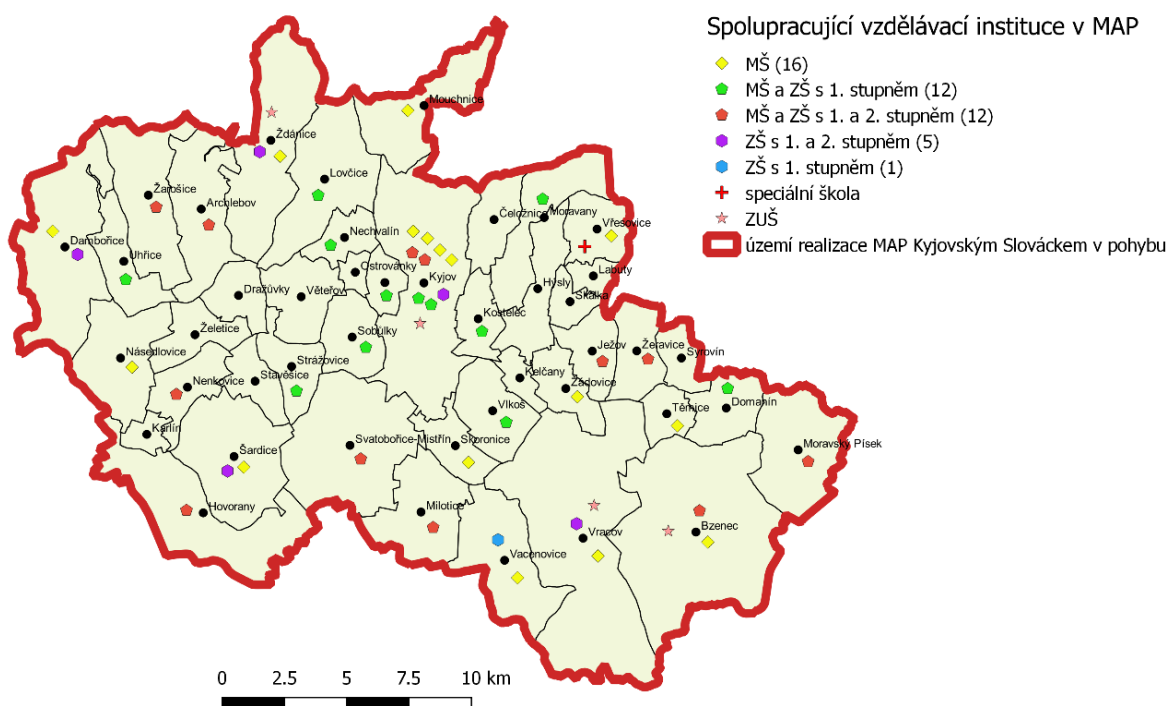 Spolupracující vzdělávací instituce v MAP
MŠ (16)
MŠ a ZŠ s 1. stupněm (12)
MŠ a ZŠ s 1. a 2. stupněm (12)
ZŠ s 1. a 2. stupněm (5)
ZŠ s 1. stupněm (1)
speciální škola
ZUŠ
území realizace MAP Kyjovským Slováckem v pohybu
Mouchnice
Ždánice
Lovčice
Žarošice
Archlebov
Čeložnice
Moravany
Vřesovice
Dambořice
Uhřice
Nechvalín
Ostrovánky
Kyjov
Labuty
Hýsly
Skalka
Dražůvky
Věteřov
Kostelec
Želetice
Sobůlky
Násedlovice
Ježov
Žeravice
Syrovín
Strážovice
Stavěšice
Nenkovice
Kelčany
Žádovice
Vlkoš
Těmice
Domanín
Karlín
Šardice
Svatobořice-Mistřín
Skoronice
Moravský Písek
Hovorany
Milotice
Vracov
Bzenec
Vacenovice
0 2.5 5 7.5 10 km